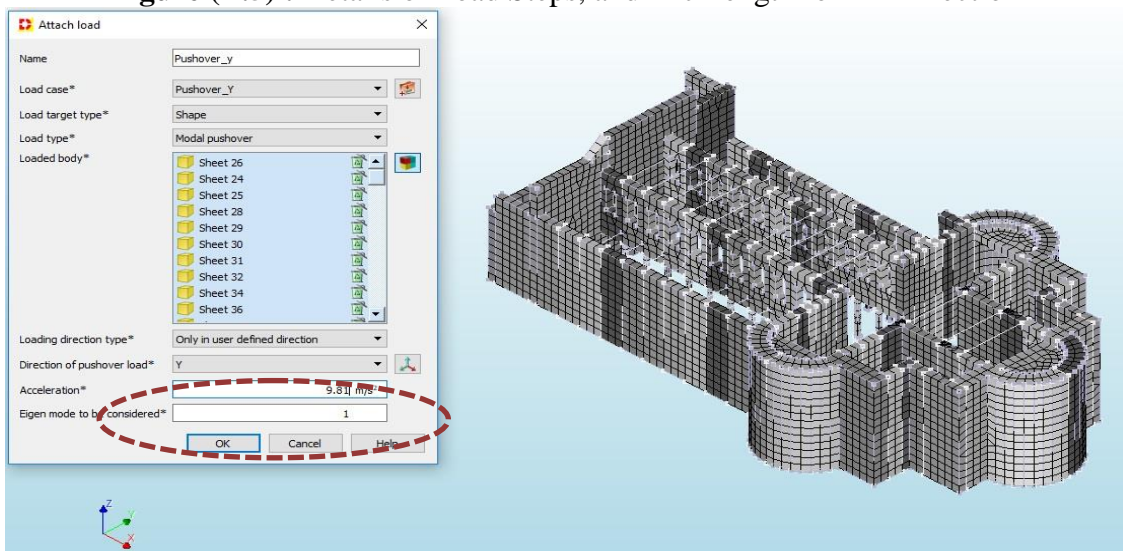 Attach load
Name Pushover_y
Load case* Pushover_Y
Load target type* Shape
Load type* Modal pushover
Loaded body*
Sheet 26
Sheet 24
Sheet 25
Sheet 28
Sheet 29
Sheet 30
Sheet 31
Sheet 32
Sheet 34
Sheet 36
Loading direction type* Only in user defined direction
Direction of pushover load* Y
Acceleration* 9.81 m/s²
Eigen mode to be considered* 1
OK Cancel Help
Z
Y
X